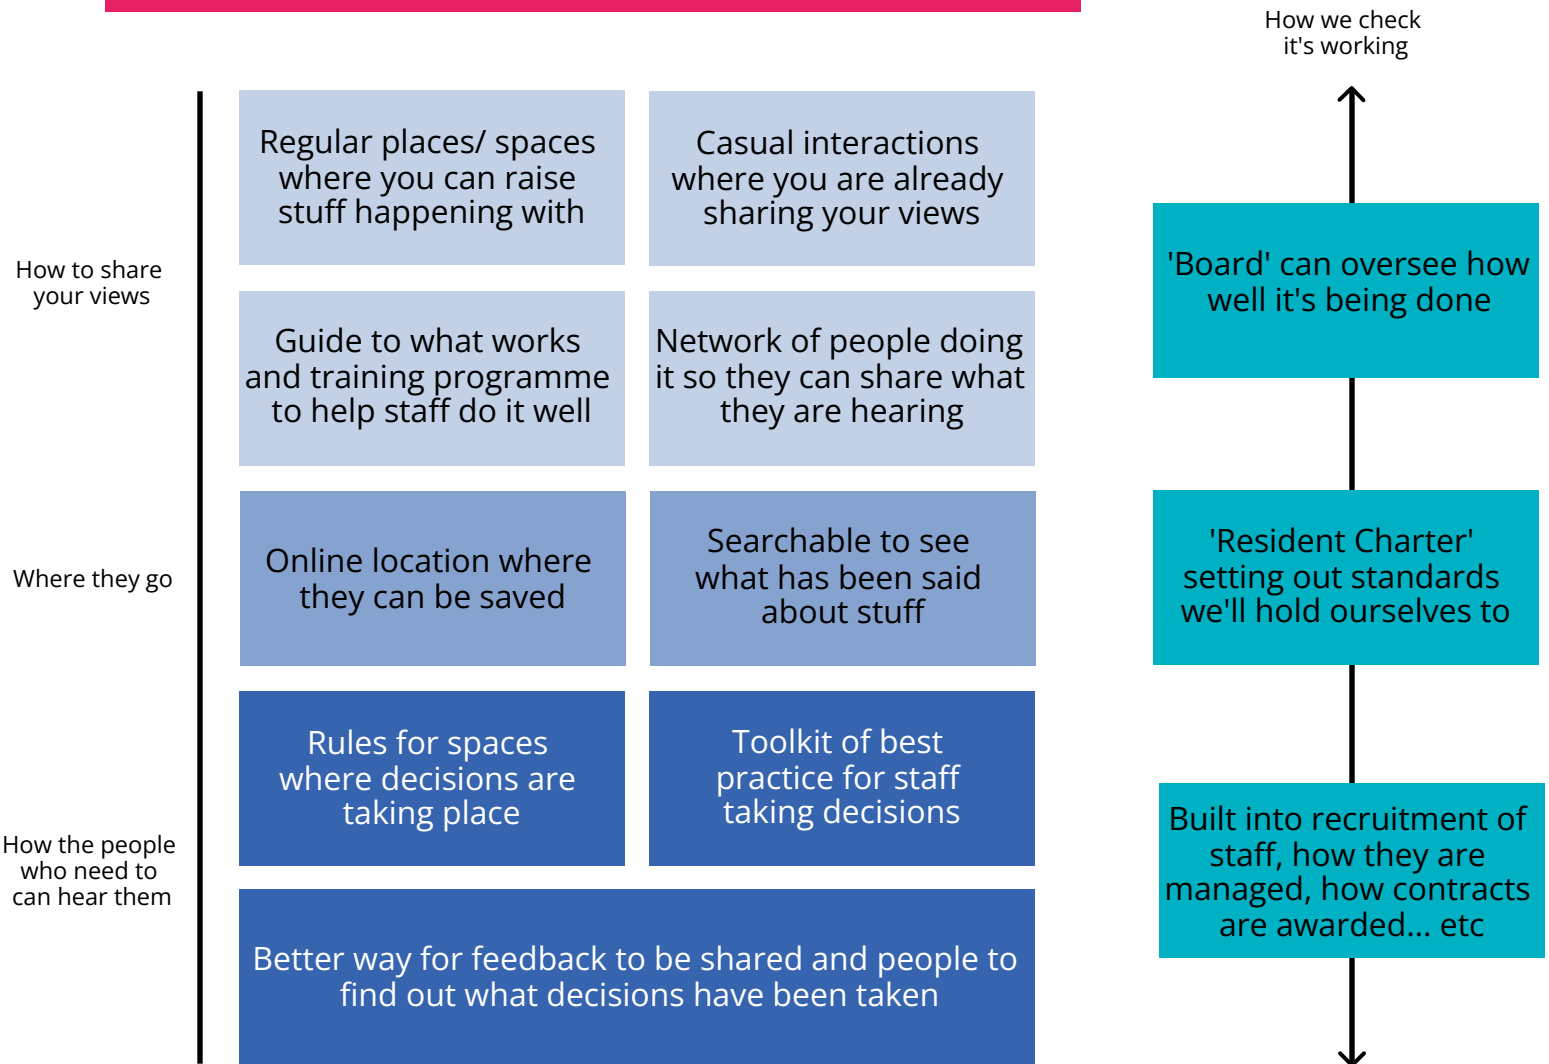 How we check
it's working
Regular places/ spaces
where you can raise
stuff happening with
Casual interactions
where you are already
sharing your views
How to share
your views
'Board' can oversee how
well it's being done
Guide to what works
and training programme
to help staff do it well
Network of people doing
it so they can share what
they are hearing
Where they go
Online location where
they can be saved
Searchable to see
what has been said
about stuff
'Resident Charter'
setting out standards
we'll hold ourselves to
How the people
who need to
can hear them
Rules for spaces
where decisions are
taking place
Toolkit of best
practice for staff
taking decisions
Built into recruitment of
staff, how they are
managed, how contracts
are awarded... etc
Better way for feedback to be shared and people to
find out what decisions have been taken